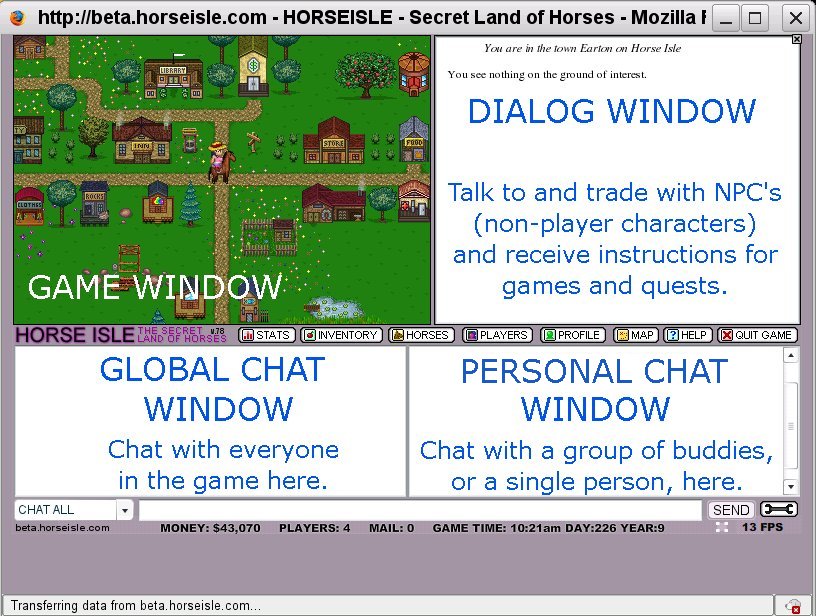 http://beta.horseisle.com - HORSEISLE - Secret Land of Horses - Mozilla F
You are in the town Earton on Horse Isle
You see nothing on the ground of interest.
DIALOG WINDOW
Talk to and trade with NPC's
(non-player characters)
and receive instructions for
games and quests.
LIBRARY
INN
STORE
FOOD
CLOTHES
ROCKS
GAME WINDOW
HORSE ISLE THE SECRET LAND OF HORSES v.78
STATS INVENTORY HORSES PLAYERS PROFILE MAP HELP QUIT GAME
GLOBAL CHAT
WINDOW
Chat with everyone
in the game here.
PERSONAL CHAT
WINDOW
Chat with a group of buddies,
or a single person, here.
CHAT ALL
SEND
beta.horseisle.com MONEY: $43,070 PLAYERS: 4 MAIL: 0 GAME TIME: 10:21am DAY:226 YEAR:9 13 FPS
Transferring data from beta.horseisle.com...